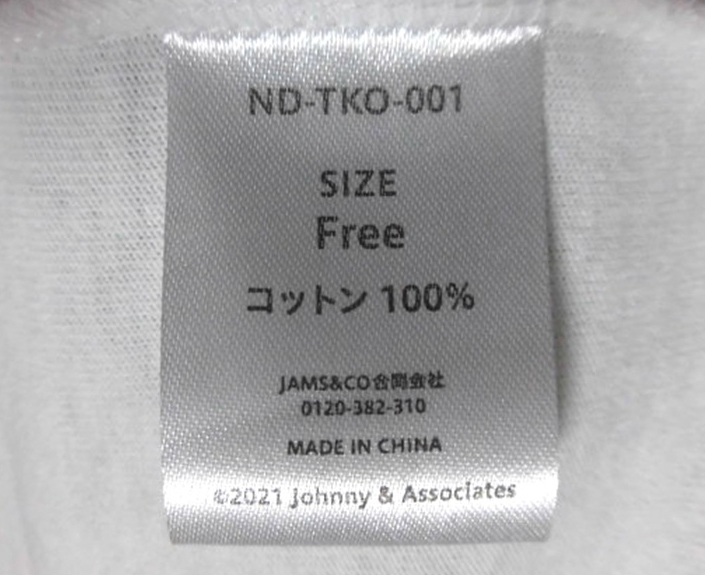 ND-TKO-001
SIZE
Free
コットン 100%
JAMS&CO合同会社
0120-382-310
MADE IN CHINA
©2021 Johnny & Associates